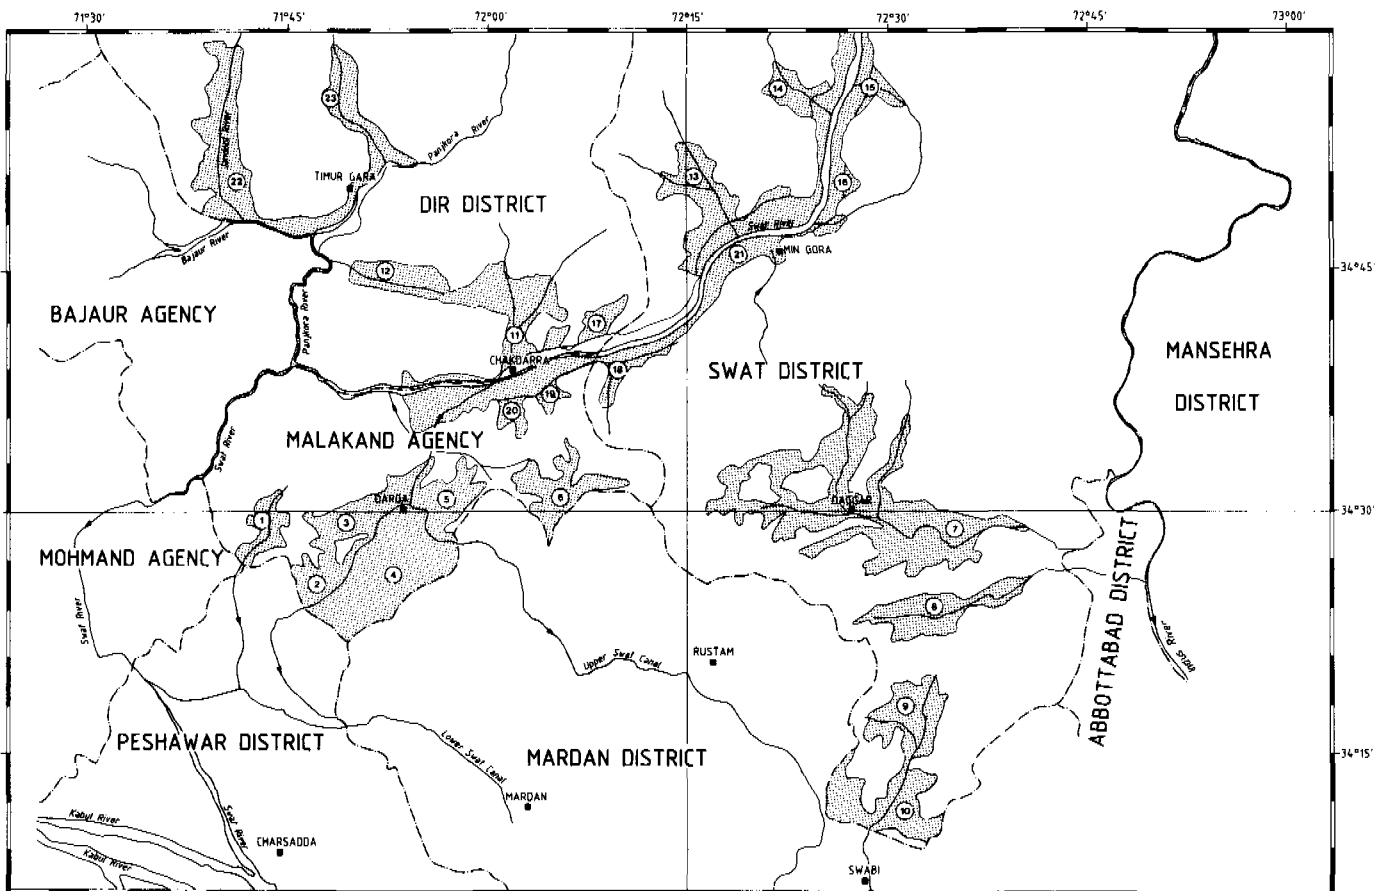 71°30' 71°45' 72°00' 72°15' 72°30' 72°45' 73°00'
14 15
23
Panjkora River
TIMUR GARA
22
13
16
DIR DISTRICT
Swat River
MIN GORA
21
Bajaur River
12
34°45'
BAJAUR AGENCY
Panjkora River
17
11
CHAKDARRA
18
19
20
SWAT DISTRICT
MANSEHRA
DISTRICT
MALAKAND AGENCY
Swat River
DARGA
5
6
DAGGAR
34°30'
1
3
7
MOHMAND AGENCY
2
4
8
Swat River
ABBOTTABAD DISTRICT
Indus River
RUSTAM
Upper Swat Canal
9
PESHAWAR DISTRICT
Lower Swat Canal
MARDAN DISTRICT
34°15'
MARDAN
10
Kabul River
Swat River
CHARSADDA
Kabul River
SWABI